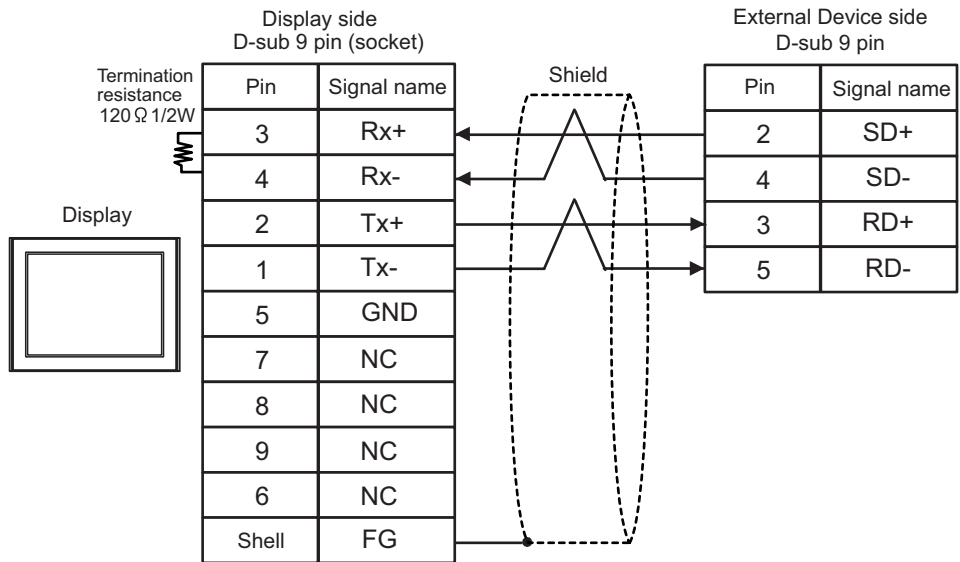 Display side
D-sub 9 pin (socket)
External Device side
D-sub 9 pin
Termination
resistance
120 Ω 1/2W
Shield
Display
Pin Signal name
3 Rx+
4 Rx-
2 Tx+
1 Tx-
5 GND
7 NC
8 NC
9 NC
6 NC
Shell FG
Pin Signal name
2 SD+
4 SD-
3 RD+
5 RD-